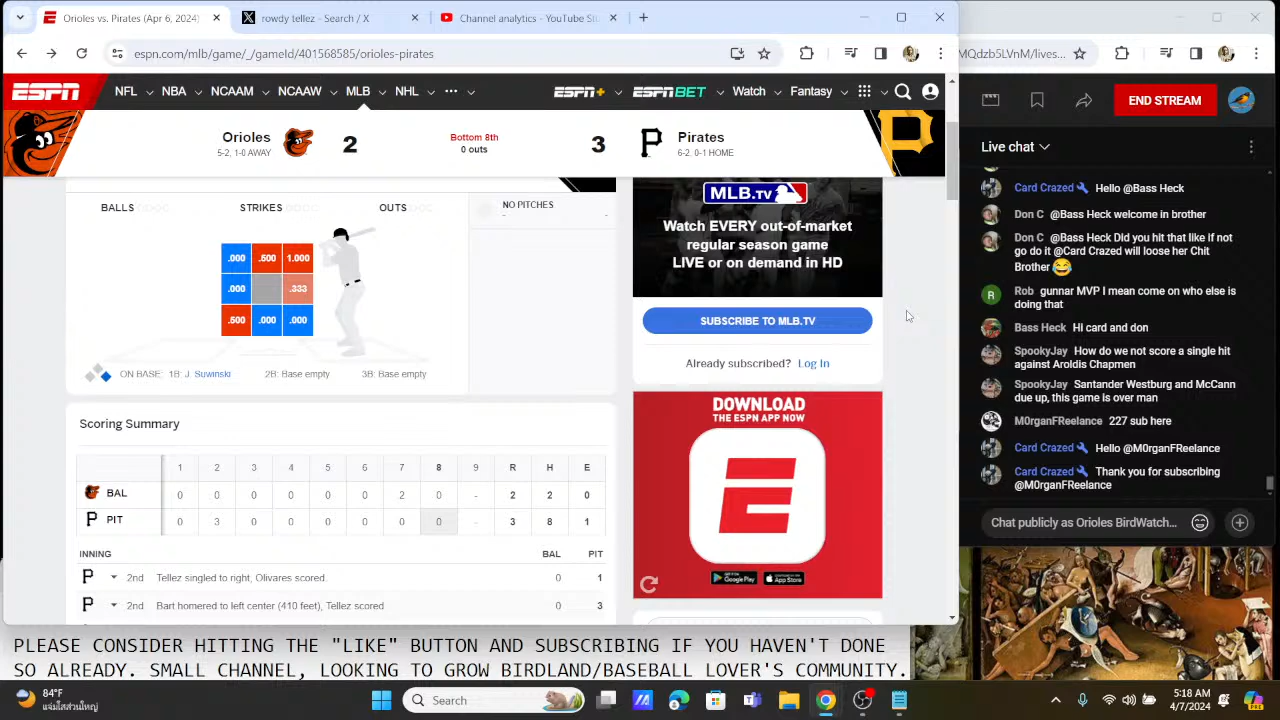 Orioles vs. Pirates (Apr 6, 2024)
rowdy tellez - Search / X
Channel analytics - YouTube Stu
espn.com/mlb/game/_/gameId/401568585/orioles-pirates
MQdzb5LVnM/lives...
ESPN
NFL
NBA
NCAAM
NCAAW
MLB
NHL
ESPN+
ESPN BET
Watch
Fantasy
END STREAM
Orioles
5-2, 1-0 AWAY
2
Bottom 8th
0 outs
3
Pirates
6-2, 0-1 HOME
Live chat
BALLS
STRIKES
OUTS
NO PITCHES
-
-
.000 .500 1.000
.000 .333
.500 .000 .000
ON BASE: 1B: J. Suwinski 2B: Base empty 3B: Base empty
MLB.TV
Watch EVERY out-of-market
regular season game
LIVE or on demand in HD
SUBSCRIBE TO MLB.TV
Already subscribed? Log In
DOWNLOAD
THE ESPN APP NOW
Google Play
App Store
Scoring Summary
1 2 3 4 5 6 7 8 9 R H E
BAL 0 0 0 0 0 0 2 0 - 2 2 0
PIT 0 3 0 0 0 0 0 0 - 3 8 1
INNING BAL PIT
2nd Tellez singled to right, Olivares scored. 0 1
2nd Bart homered to left center (410 feet), Tellez scored 0 3
Card Crazed Hello @Bass Heck
Don C @Bass Heck welcome in brother
Don C @Bass Heck Did you hit that like if not
go do it @Card Crazed will loose her Chit
Brother 😂
R
Rob gunnar MVP I mean come on who else is
doing that
Bass Heck Hi card and don
SpookyJay How do we not score a single hit
against Aroldis Chapmen
SpookyJay Santander Westburg and McCann
due up, this game is over man
M0rganFReelance 227 sub here
Card Crazed Hello @M0rganFReelance
Card Crazed Thank you for subscribing
@M0rganFReelance
Chat publicly as Orioles BirdWatch...
PLEASE CONSIDER HITTING THE "LIKE" BUTTON AND SUBSCRIBING IF YOU HAVEN'T DONE
SO ALREADY. SMALL CHANNEL, LOOKING TO GROW BIRDLAND/BASEBALL LOVER'S COMMUNITY.
84°F
Search
5:18 AM
4/7/2024